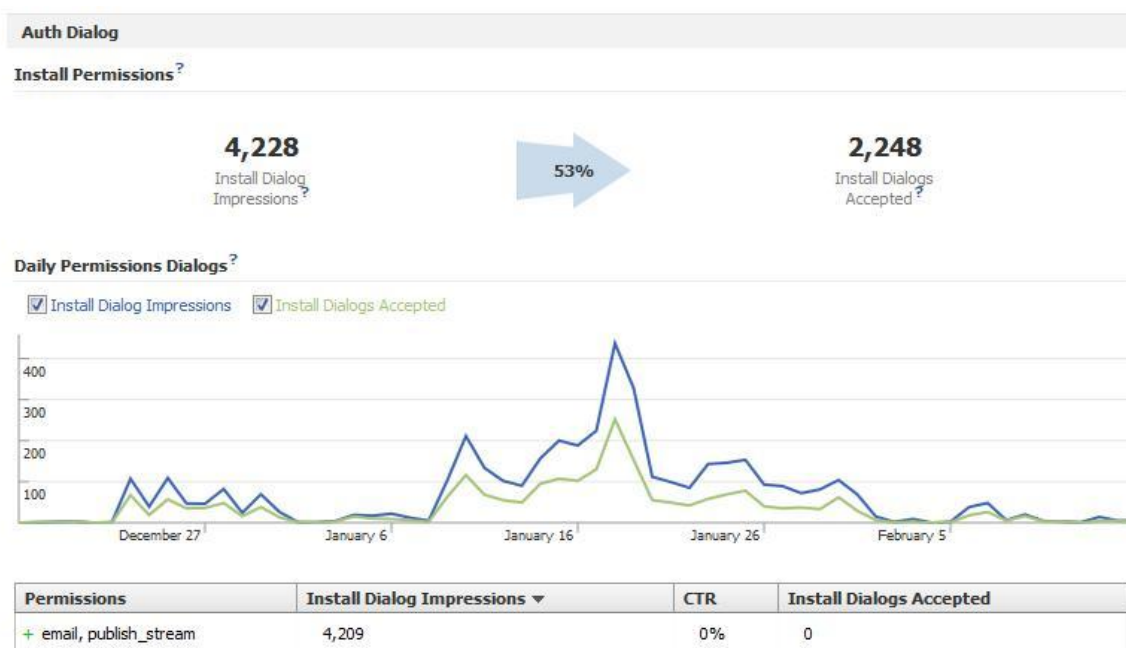 Auth Dialog
Install Permissions?
4,228
53%
2,248
Install Dialog
Impressions?
Install Dialogs
Accepted?
Daily Permissions Dialogs?
Install Dialog Impressions Install Dialogs Accepted
400
300
200
100
December 27 January 6 January 16 January 26 February 5
Permissions Install Dialog Impressions CTR Install Dialogs Accepted
+ email, publish_stream 4,209 0% 0